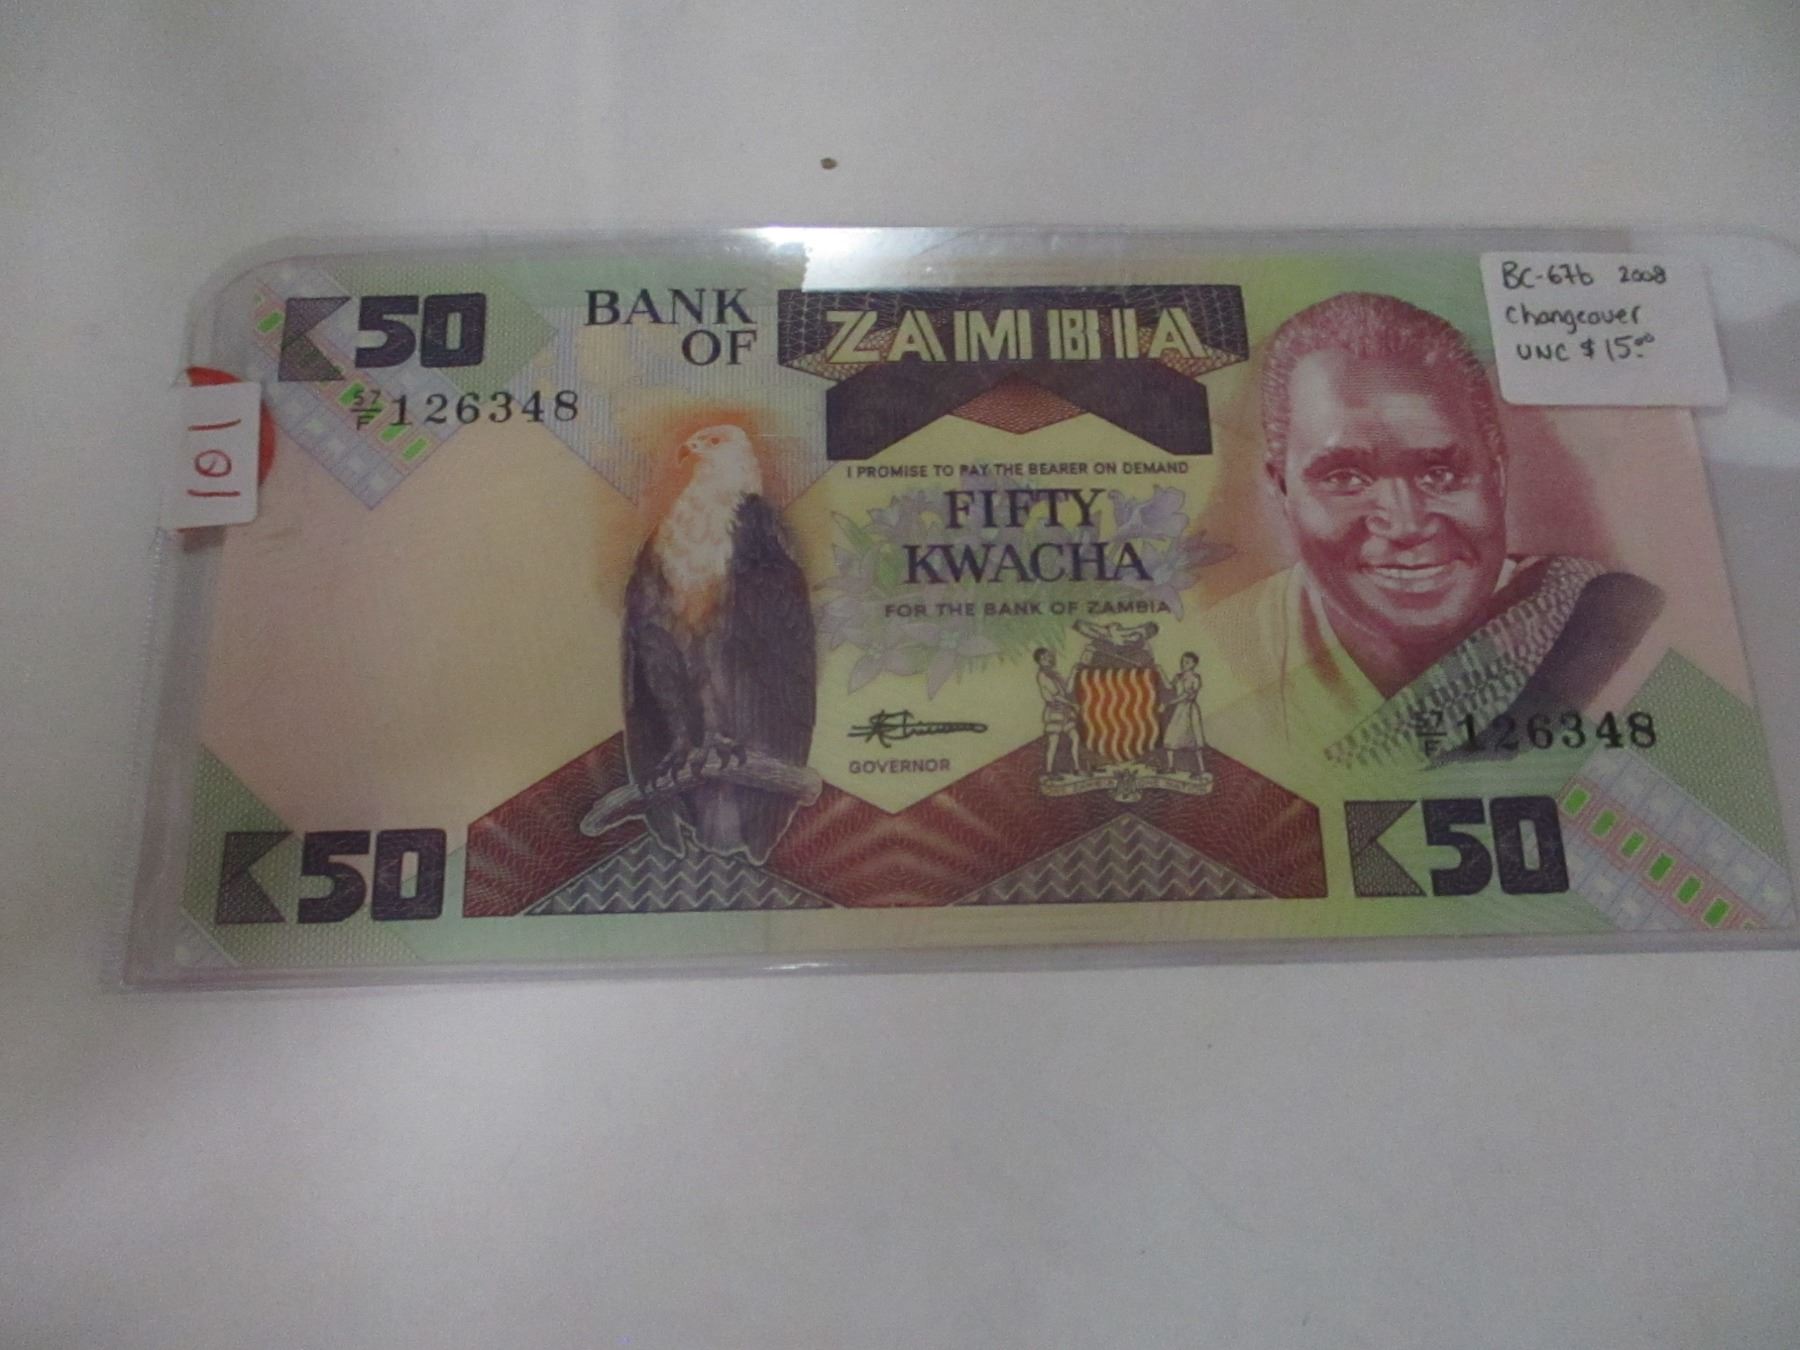 K50
BANK
OF
ZAMBIA
57/F 126348
I PROMISE TO PAY THE BEARER ON DEMAND
FIFTY
KWACHA
FOR THE BANK OF ZAMBIA
GOVERNOR
57/F 126348
K50
K50
BC-67b 2008
Changeover
UNC $15.00
101